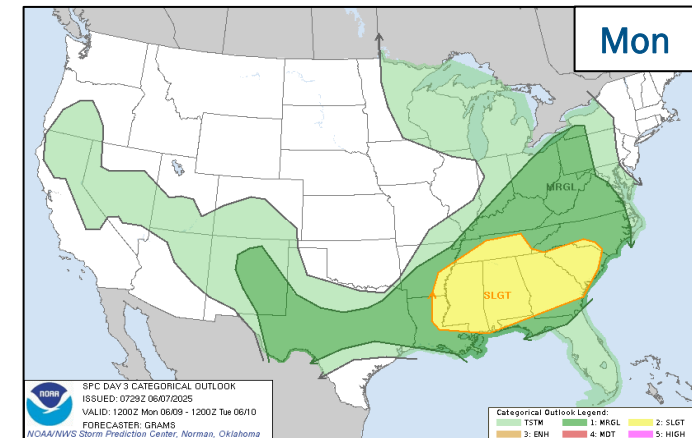 Mon
MRGL
SLGT
NOAA
SPC DAY 3 CATEGORICAL OUTLOOK
ISSUED: 0729Z 06/07/2025
VALID: 1200Z Mon 06/09 - 1200Z Tue 06/10
FORECASTER: GRAMS
NOAA/NWS Storm Prediction Center, Norman, Oklahoma
Categorical Outlook Legend:
TSTM 1: MRGL 2: SLGT
3: ENH 4: MDT 5: HIGH